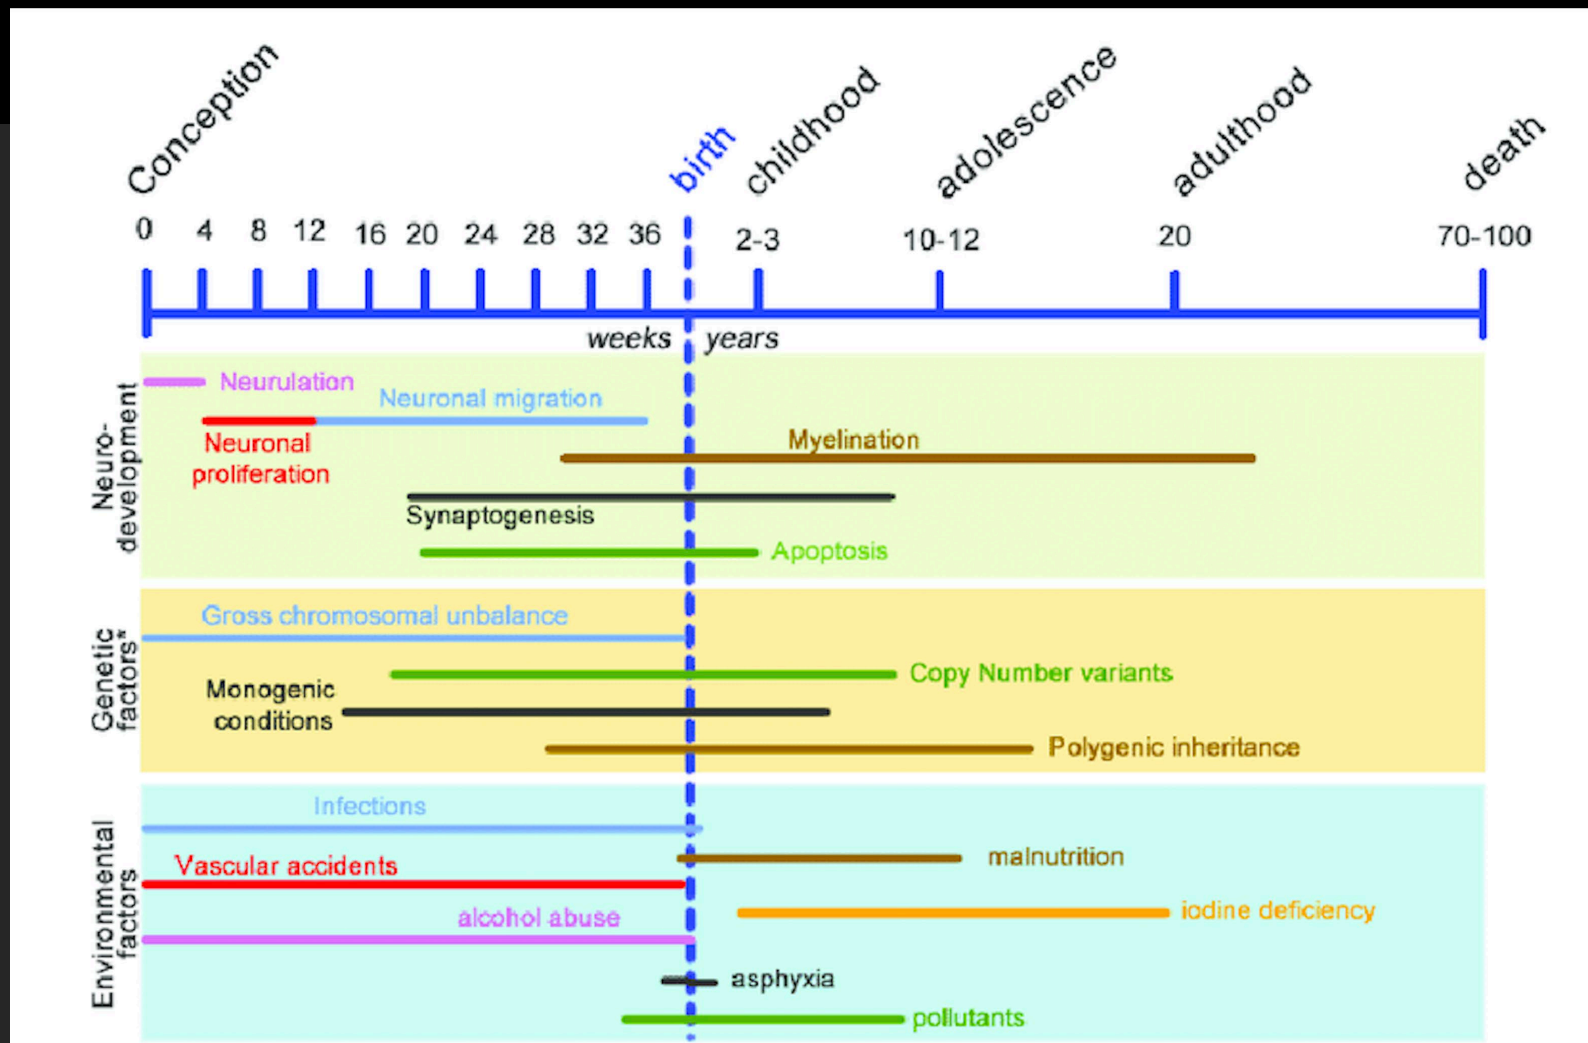 Conception
birth
childhood
adolescence
adulthood
death
0 4 8 12 16 20 24 28 32 36 2-3 10-12 20 70-100
weeks years
Neuro-
development
Neurulation
Neuronal migration
Neuronal
proliferation
Myelination
Synaptogenesis
Apoptosis
Genetic
factors*
Gross chromosomal unbalance
Copy Number variants
Monogenic
conditions
Polygenic inheritance
Environmental
factors
Infections
malnutrition
Vascular accidents
iodine deficiency
alcohol abuse
asphyxia
pollutants